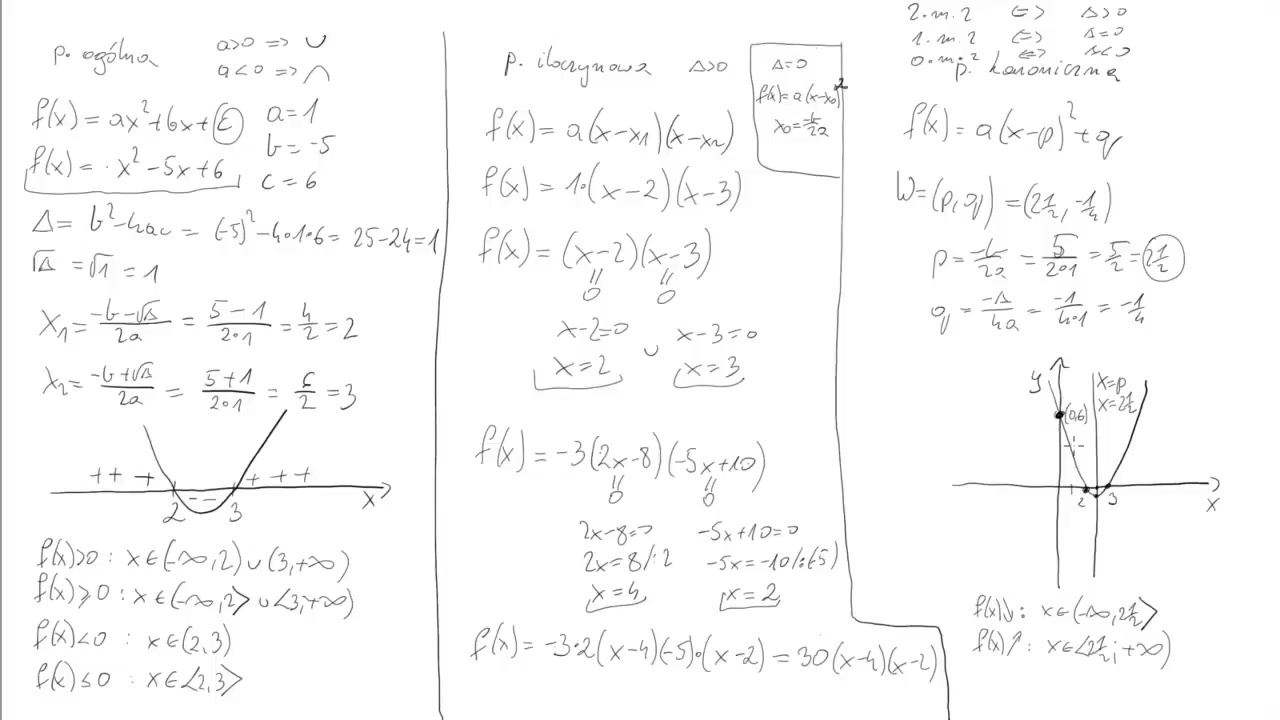 p. ogólna
a>0 => ∪
a<0 => ∩
f(x) = ax²+bx+c
a=1
f(x) = x² -5x+6
b=-5
c=6
Δ= b²-4ac = (-5)²-4·1·6= 25-24=1
√Δ =√1 =1
x₁= (-b-√Δ)/2a = (5-1)/2·1 = 4/2 = 2
x₂= (-b+√Δ)/2a = (5+1)/2·1 = 6/2 =3
++ + + + +
-- x
2 3
f(x)>0 : x∈(-∞,2)∪(3,+∞)
f(x)⩾0 : x∈(-∞,2>∪<3,+∞)
f(x)<0 : x∈(2,3)
f(x)≤0 : x∈<2,3>
p. iloczynowa Δ>0
Δ=0
f(x)=a(x-x₀)²
x₀=-b/2a
f(x) = a(x-x₁)(x-x₂)
f(x) = 1·(x-2)(x-3)
f(x) = (x-2)(x-3)
= =
0 0
x-2=0 ∪ x-3=0
x=2 x=3
f(x) = -3(2x-8)(-5x+10)
= =
0 0
2x-8=0 -5x+10=0
2x=8/:2 -5x=-10/:(-5)
x=4 x=2
f(x) = -3·2(x-4)(-5)·(x-2) = 30(x-4)(x-2)
2.m.z <=> Δ>0
1.m.z <=> Δ=0
0.m.z <=> Δ<0
p. kanoniczna
f(x) = a(x-p)²+q
W=(p,q) =(2½,-¼)
p= -b/2a = 5/2·1 = 5/2 = 2½
q= -Δ/4a = -1/4·1 = -¼
y
x=p
x=2½
(0,6)
2 3 x
f(x)↓: x∈(-∞,2½>
f(x)↗: x∈<2½;+∞)